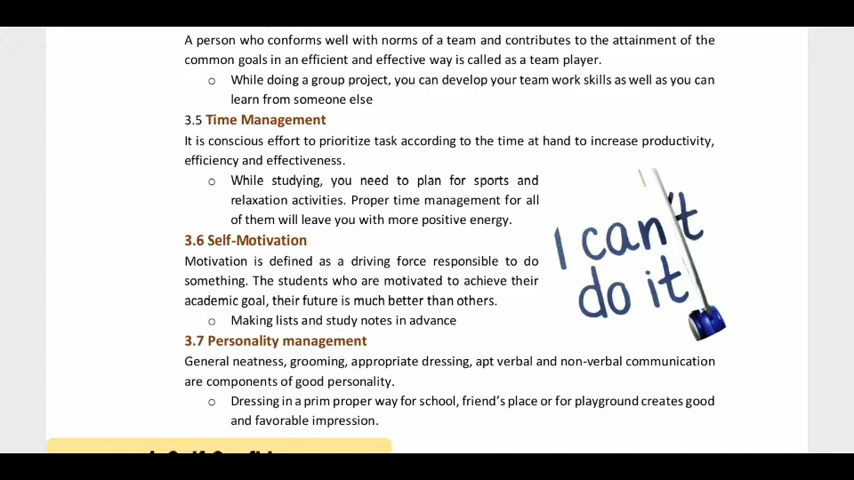 A person who conforms well with norms of a team and contributes to the attainment of the
common goals in an efficient and effective way is called as a team player.
o While doing a group project, you can develop your team work skills as well as you can
learn from someone else
3.5 Time Management
It is conscious effort to prioritize task according to the time at hand to increase productivity,
efficiency and effectiveness.
o While studying, you need to plan for sports and
relaxation activities. Proper time management for all
of them will leave you with more positive energy.
3.6 Self-Motivation
Motivation is defined as a driving force responsible to do
something. The students who are motivated to achieve their
academic goal, their future is much better than others.
o Making lists and study notes in advance
I can't
do it
3.7 Personality management
General neatness, grooming, appropriate dressing, apt verbal and non-verbal communication
are components of good personality.
o Dressing in a prim proper way for school, friend's place or for playground creates good
and favorable impression.